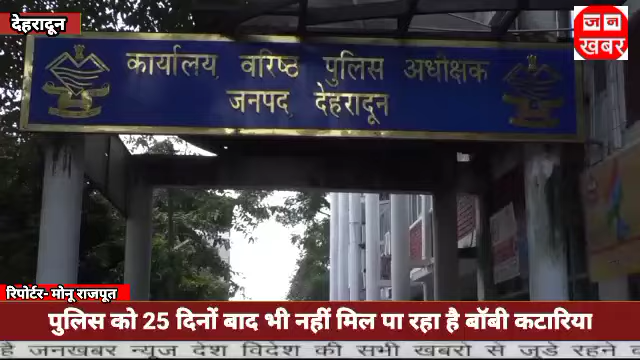 देहरादून
जन
खबर
कार्यालय वरिष्ठ पुलिस अधीक्षक
जनपद देहरादून
रिपोर्टर- मोनू राजपूत
पुलिस को 25 दिनों बाद भी नहीं मिल पा रहा है बॉबी कटारिया
है जनखबर न्यूज देश विदेश की सभी खबरो से जुड़े रहने